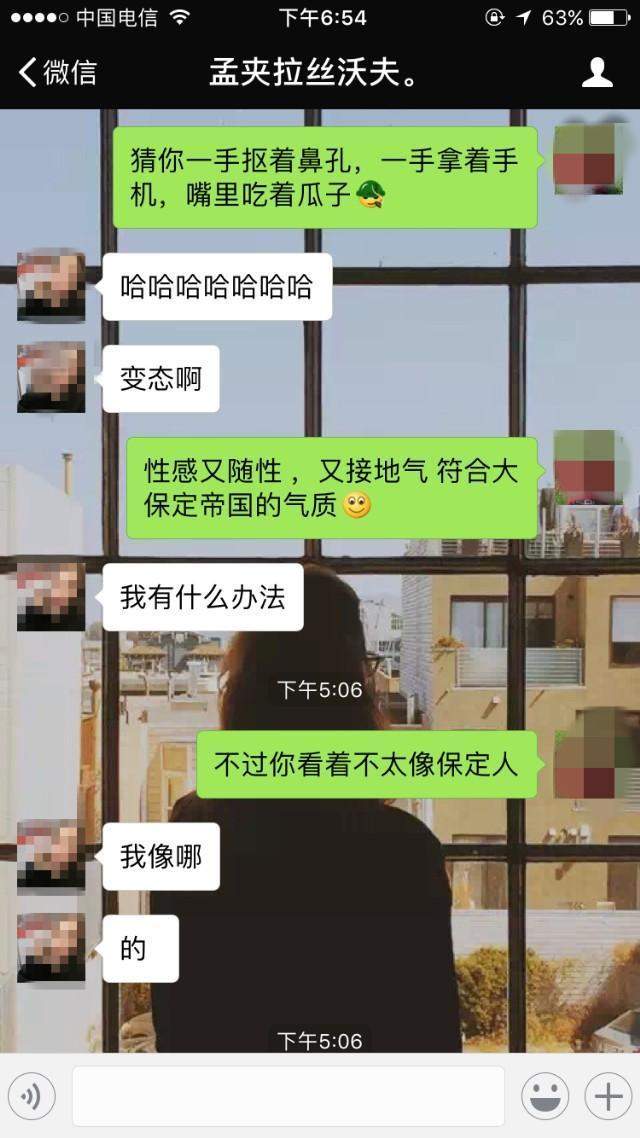 中国电信
下午6:54
63%
微信
孟夹拉丝沃夫。
猜你一手抠着鼻孔，一手拿着手
机，嘴里吃着瓜子
哈哈哈哈哈哈哈
变态啊
性感又随性 ，又接地气 符合大
保定帝国的气质
我有什么办法
下午5:06
不过你看着不太像保定人
我像哪
的
下午5:06